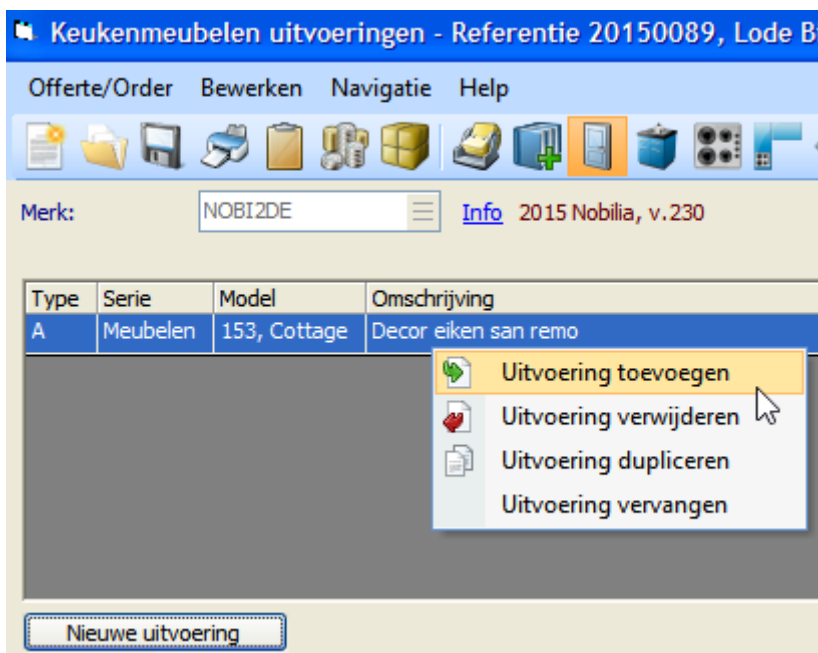 Keukenmeubelen uitvoeringen - Referentie 20150089, Lode B
Offerte/Order Bewerken Navigatie Help
Merk: NOBI2DE Info 2015 Nobilia, v.230
Type Serie Model Omschrijving
A Meubelen 153, Cottage Decor eiken san remo
Uitvoering toevoegen
Uitvoering verwijderen
Uitvoering dupliceren
Uitvoering vervangen
Nieuwe uitvoering